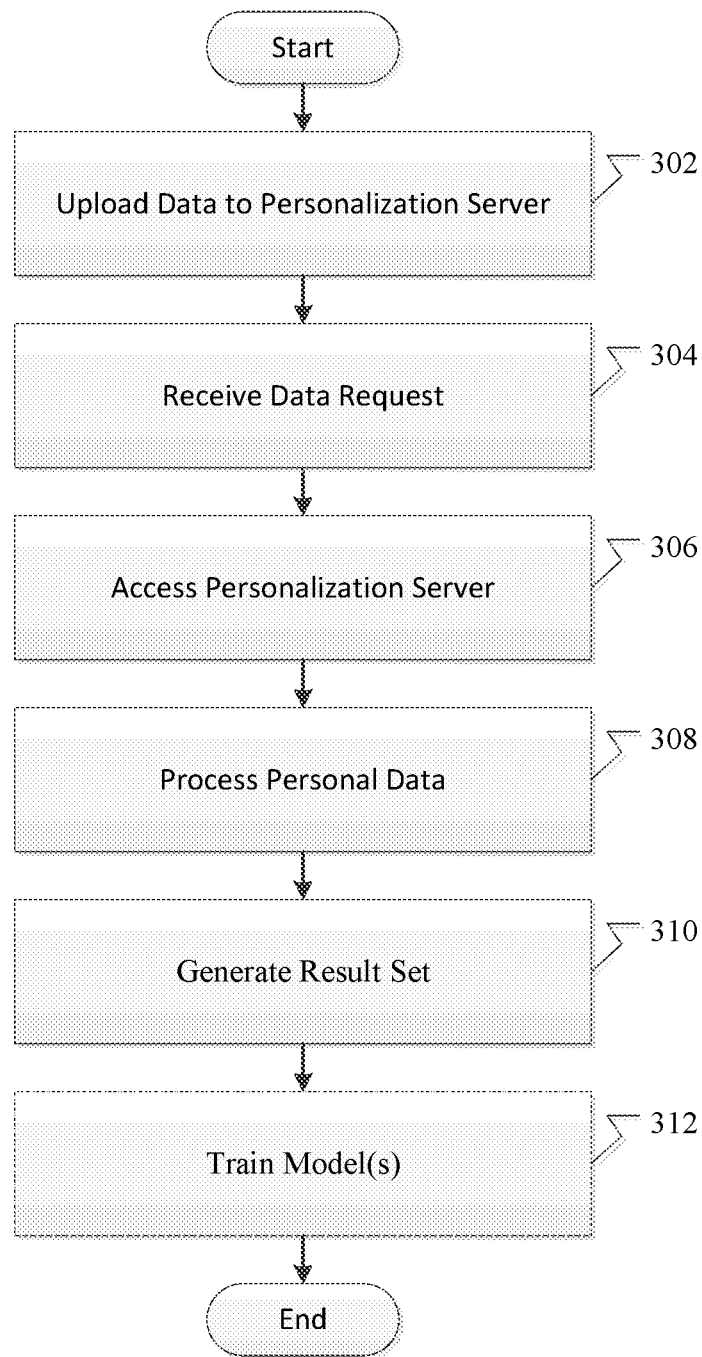 Start
Upload Data to Personalization Server
302
Receive Data Request
304
Access Personalization Server
306
Process Personal Data
308
Generate Result Set
310
Train Model(s)
312
End